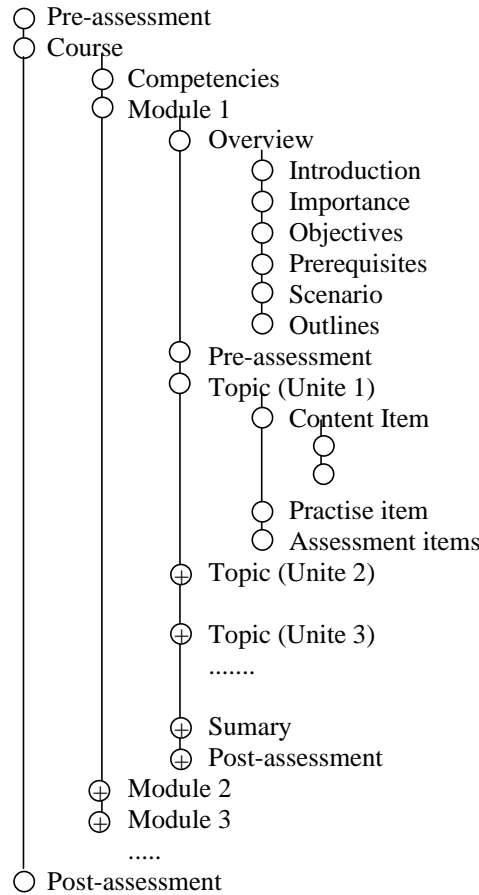 Pre-assessment
Course
Competencies
Module 1
Overview
Introduction
Importance
Objectives
Prerequisites
Scenario
Outlines
Pre-assessment
Topic (Unite 1)
Content Item
Practise item
Assessment items
Topic (Unite 2)
Topic (Unite 3)
.......
Sumary
Post-assessment
Module 2
Module 3
.....
Post-assessment